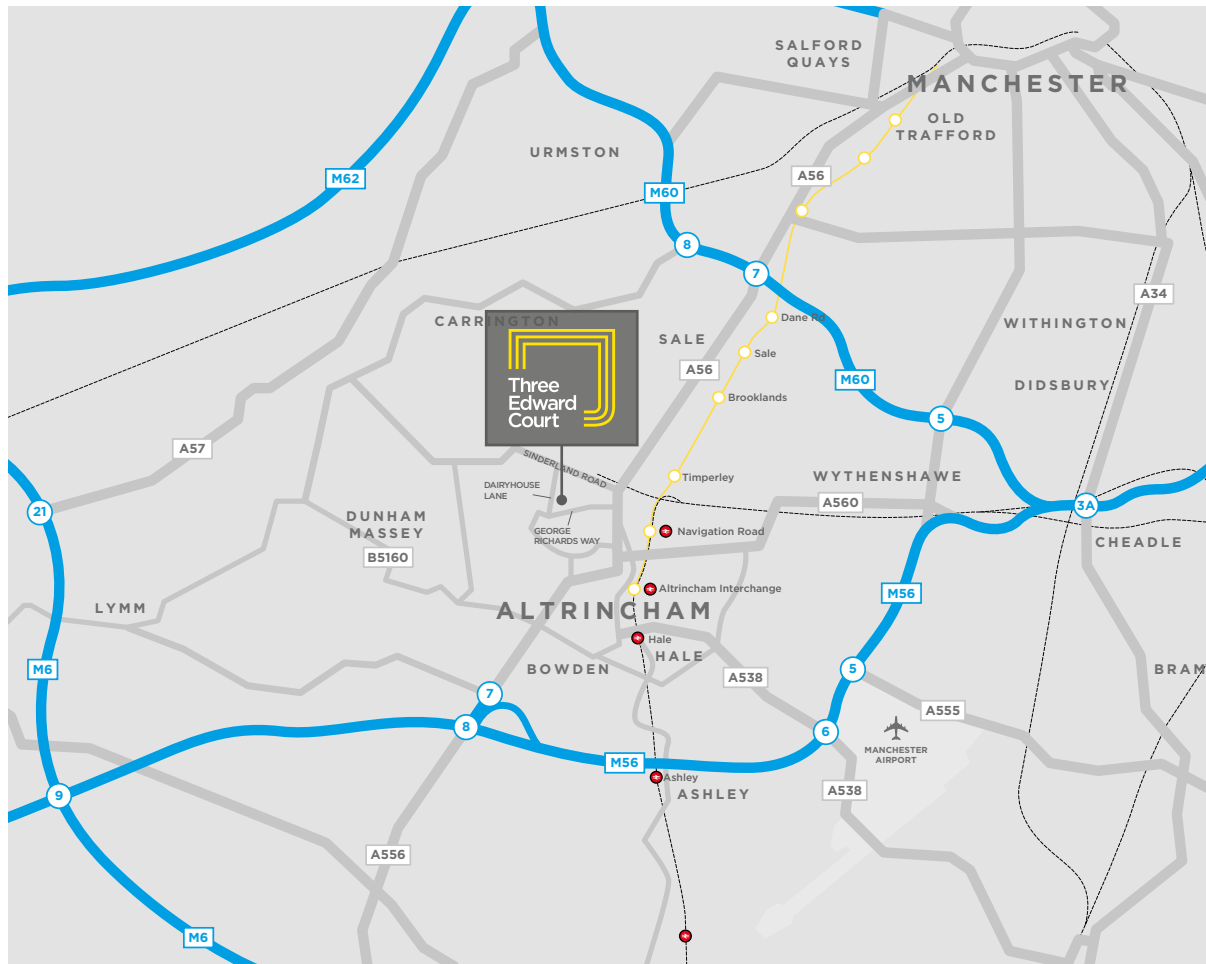 SALFORD
QUAYS
MANCHESTER
OLD
TRAFFORD
URMSTON
M62
A56
M60
8
7
A34
CARRINGTON
Dane Rd
WITHINGTON
SALE
Sale
A56
M60
DIDSBURY
Three
Edward
Court
Brooklands
5
A57
SINDERLAND ROAD
Timperley
WYTHENSHAWE
DAIRYHOUSE
LANE
A560
3A
21
DUNHAM
MASSEY
GEORGE
RICHARDS WAY
Navigation Road
CHEADLE
B5160
Altrincham Interchange
M56
LYMM
ALTRINCHAM
Hale
HALE
M6
BOWDEN
5
BRAM
A538
7
A555
8
6
MANCHESTER
AIRPORT
M56
Ashley
ASHLEY
A538
9
A556
M6